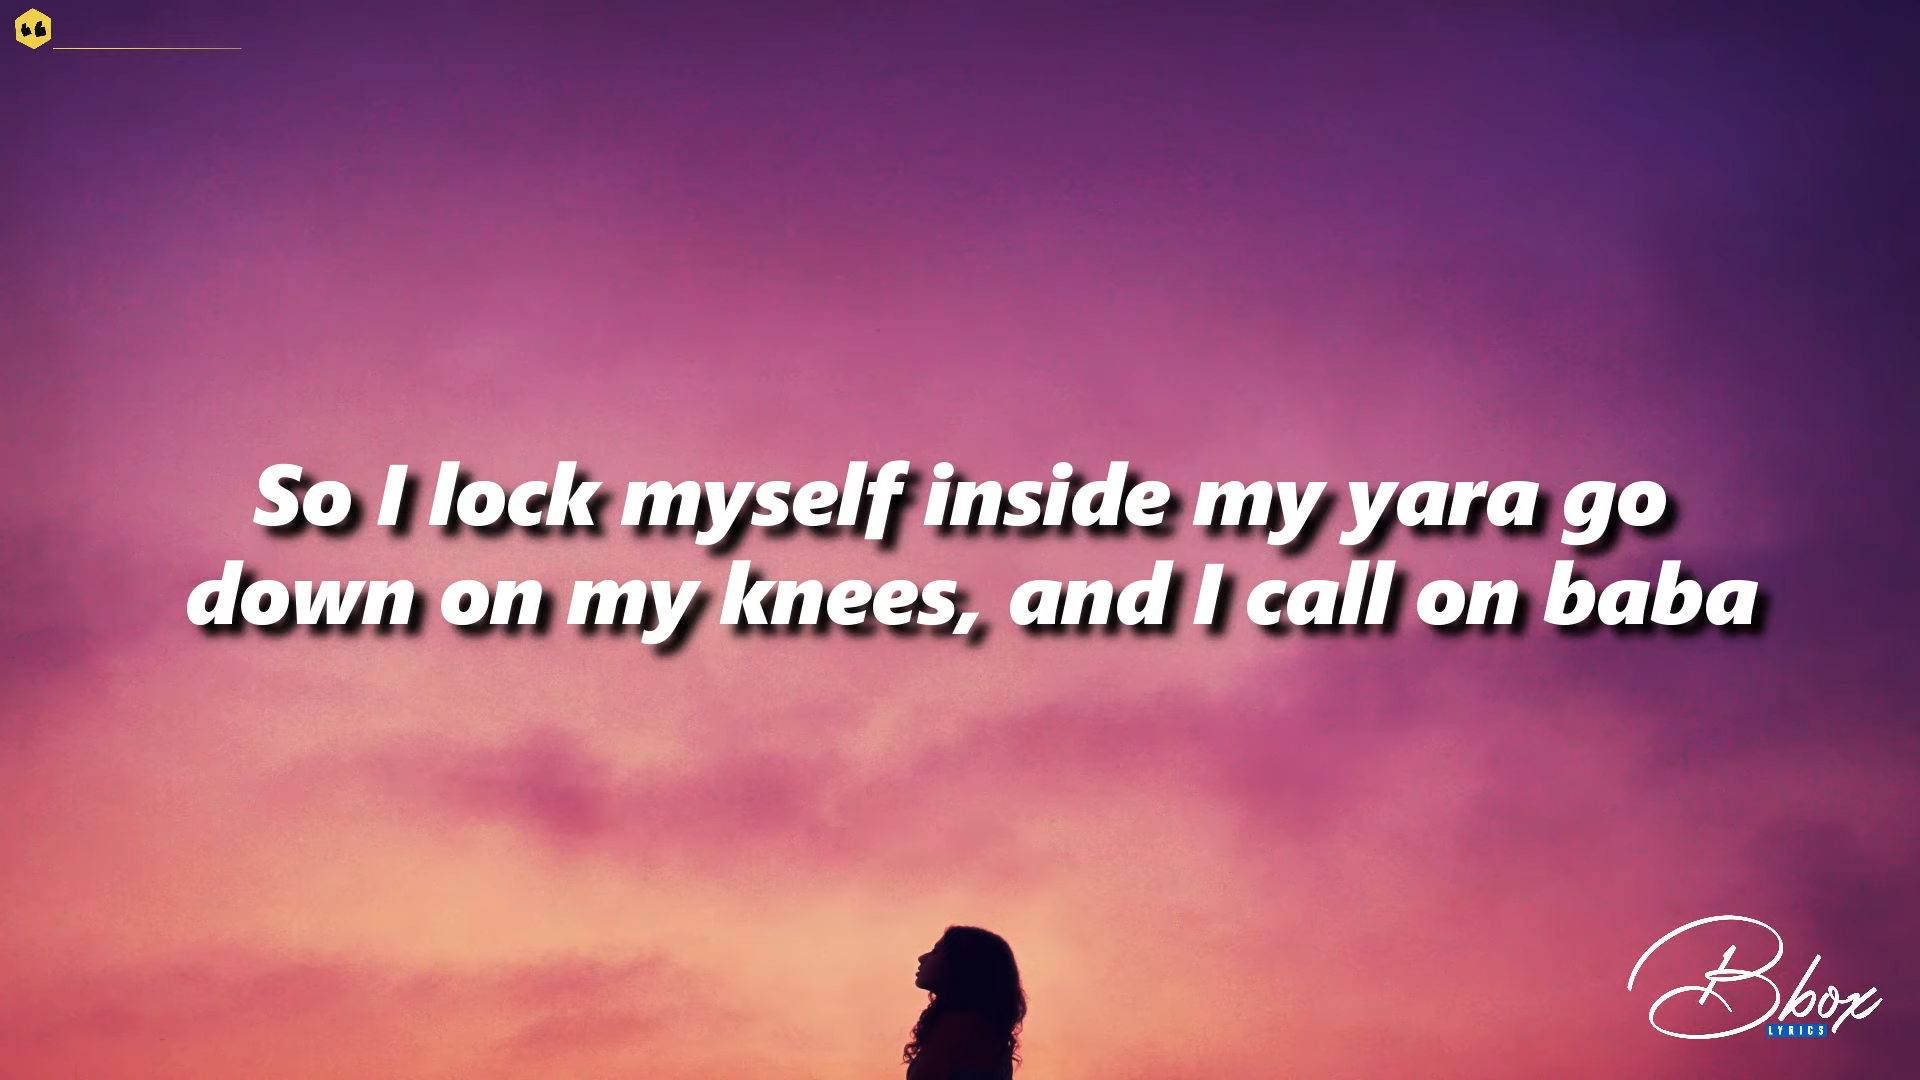 So I lock myself inside my yara go
down on my knees, and I call on baba
Bbox
LYRICS